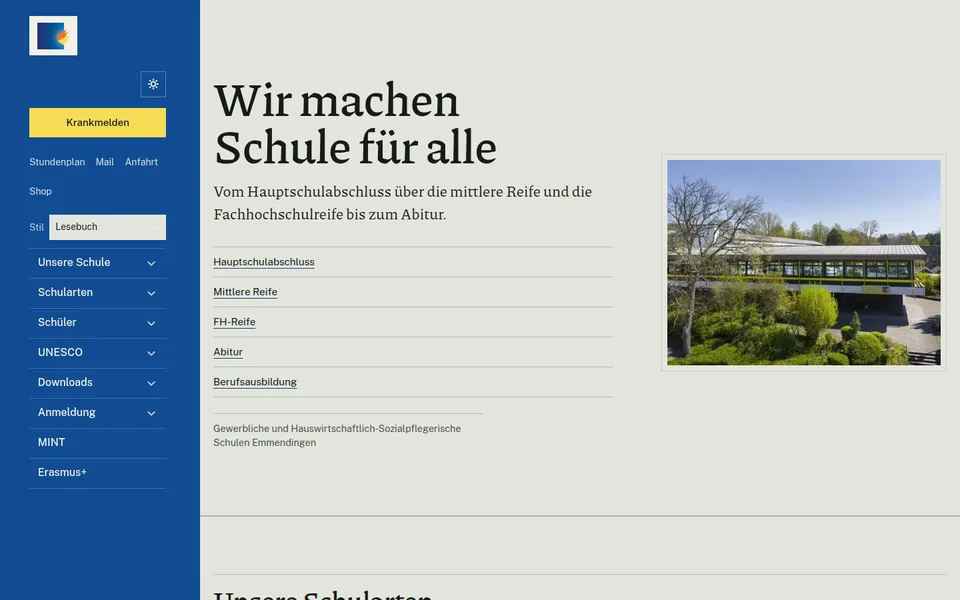 Krankmelden
Stundenplan Mail Anfahrt
Shop
Stil Lesebuch
Unsere Schule
Schularten
Schüler
UNESCO
Downloads
Anmeldung
MINT
Erasmus+
Wir machen
Schule für alle
Vom Hauptschulabschluss über die mittlere Reife und die
Fachhochschulreife bis zum Abitur.
Hauptschulabschluss
Mittlere Reife
FH-Reife
Abitur
Berufsausbildung
Gewerbliche und Hauswirtschaftlich-Sozialpflegerische
Schulen Emmendingen
Unsere Schularten